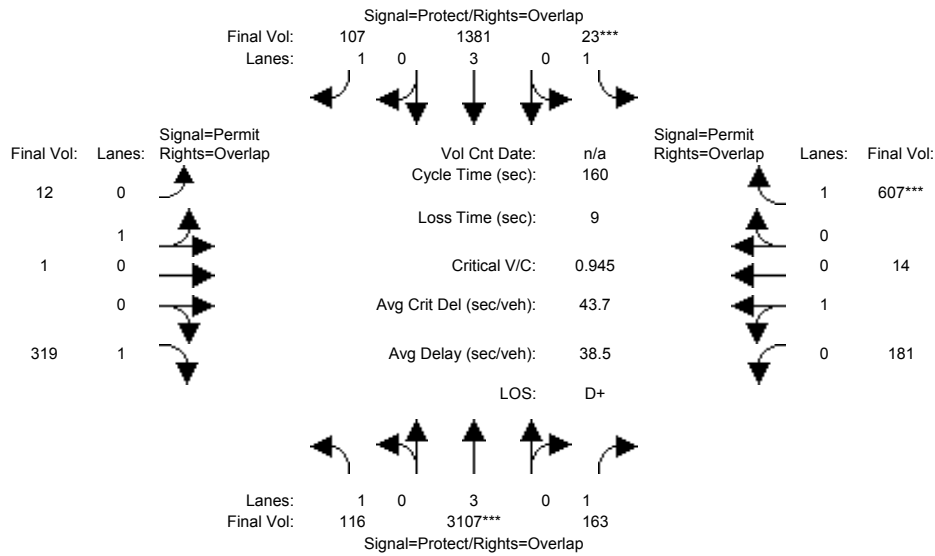 Signal=Protect/Rights=Overlap
Final Vol: 107 1381 23***
Lanes: 1 0 3 0 1
Signal=Permit Signal=Permit
Final Vol: Lanes: Rights=Overlap Vol Cnt Date: n/a Rights=Overlap Lanes: Final Vol:
Cycle Time (sec): 160
12 0 1 607***
Loss Time (sec): 9
1 0
1 0 Critical V/C: 0.945 0 14
0 Avg Crit Del (sec/veh): 43.7 1
319 1 Avg Delay (sec/veh): 38.5 0 181
LOS: D+
Lanes: 1 0 3 0 1
Final Vol: 116 3107*** 163
Signal=Protect/Rights=Overlap